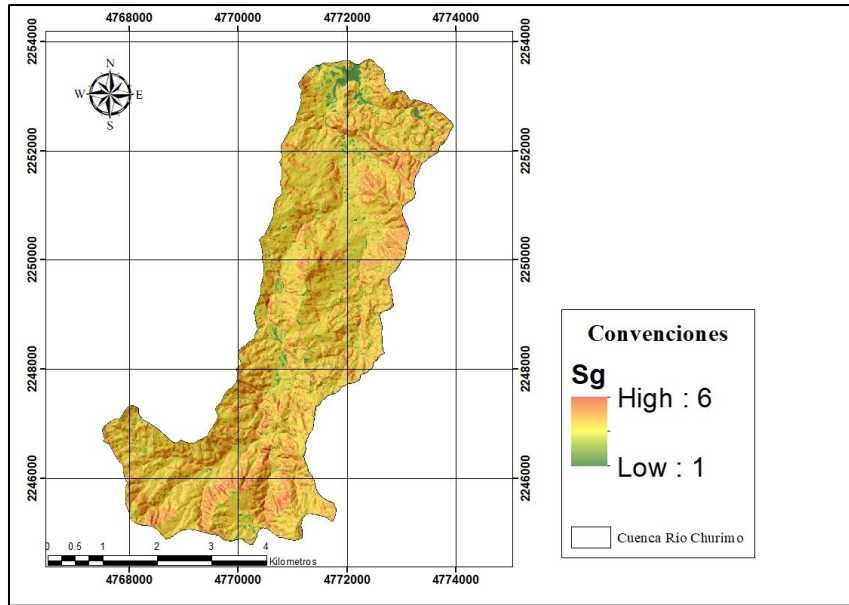 4768000 4770000 4772000 4774000
2254000 2254000
N
W E
S
2252000 2252000
2250000 2250000
2248000 2248000
2246000 2246000
0 0.5 1 2 3 4
Kilometros
4768000 4770000 4772000 4774000
Convenciones
Sg
High : 6
Low : 1
Cuenca Río Churimo